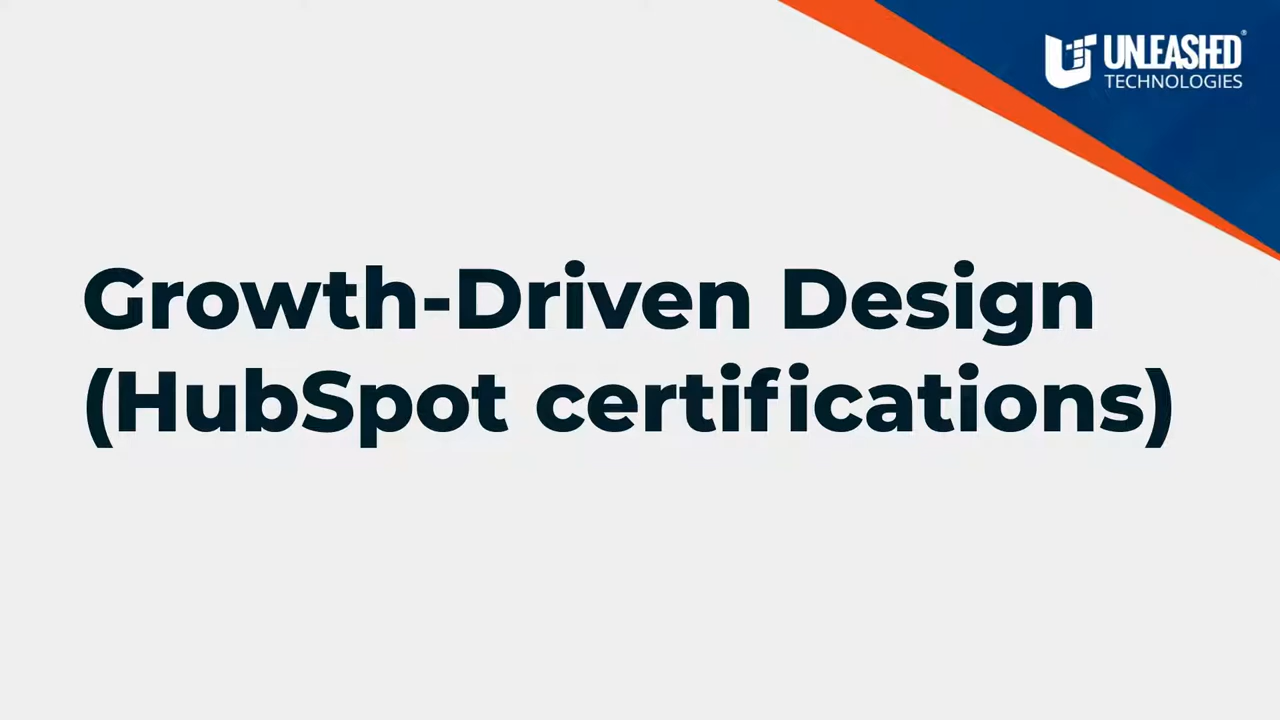 UNLEASHED®
TECHNOLOGIES
Growth-Driven Design
(HubSpot certifications)